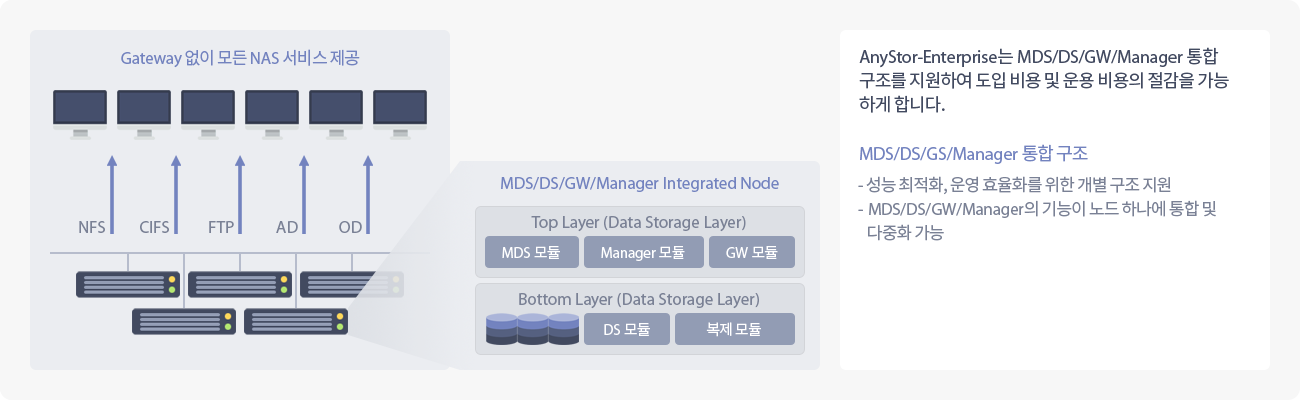 Gateway 없이 모든 NAS 서비스 제공
NFS CIFS FTP AD OD
MDS/DS/GW/Manager Integrated Node
Top Layer (Data Storage Layer)
MDS 모듈 Manager 모듈 GW 모듈
Bottom Layer (Data Storage Layer)
DS 모듈 복제 모듈
AnyStor-Enterprise는 MDS/DS/GW/Manager 통합
구조를 지원하여 도입 비용 및 운용 비용의 절감을 가능
하게 합니다.
MDS/DS/GS/Manager 통합 구조
- 성능 최적화, 운영 효율화를 위한 개별 구조 지원
- MDS/DS/GW/Manager의 기능이 노드 하나에 통합 및
다중화 가능